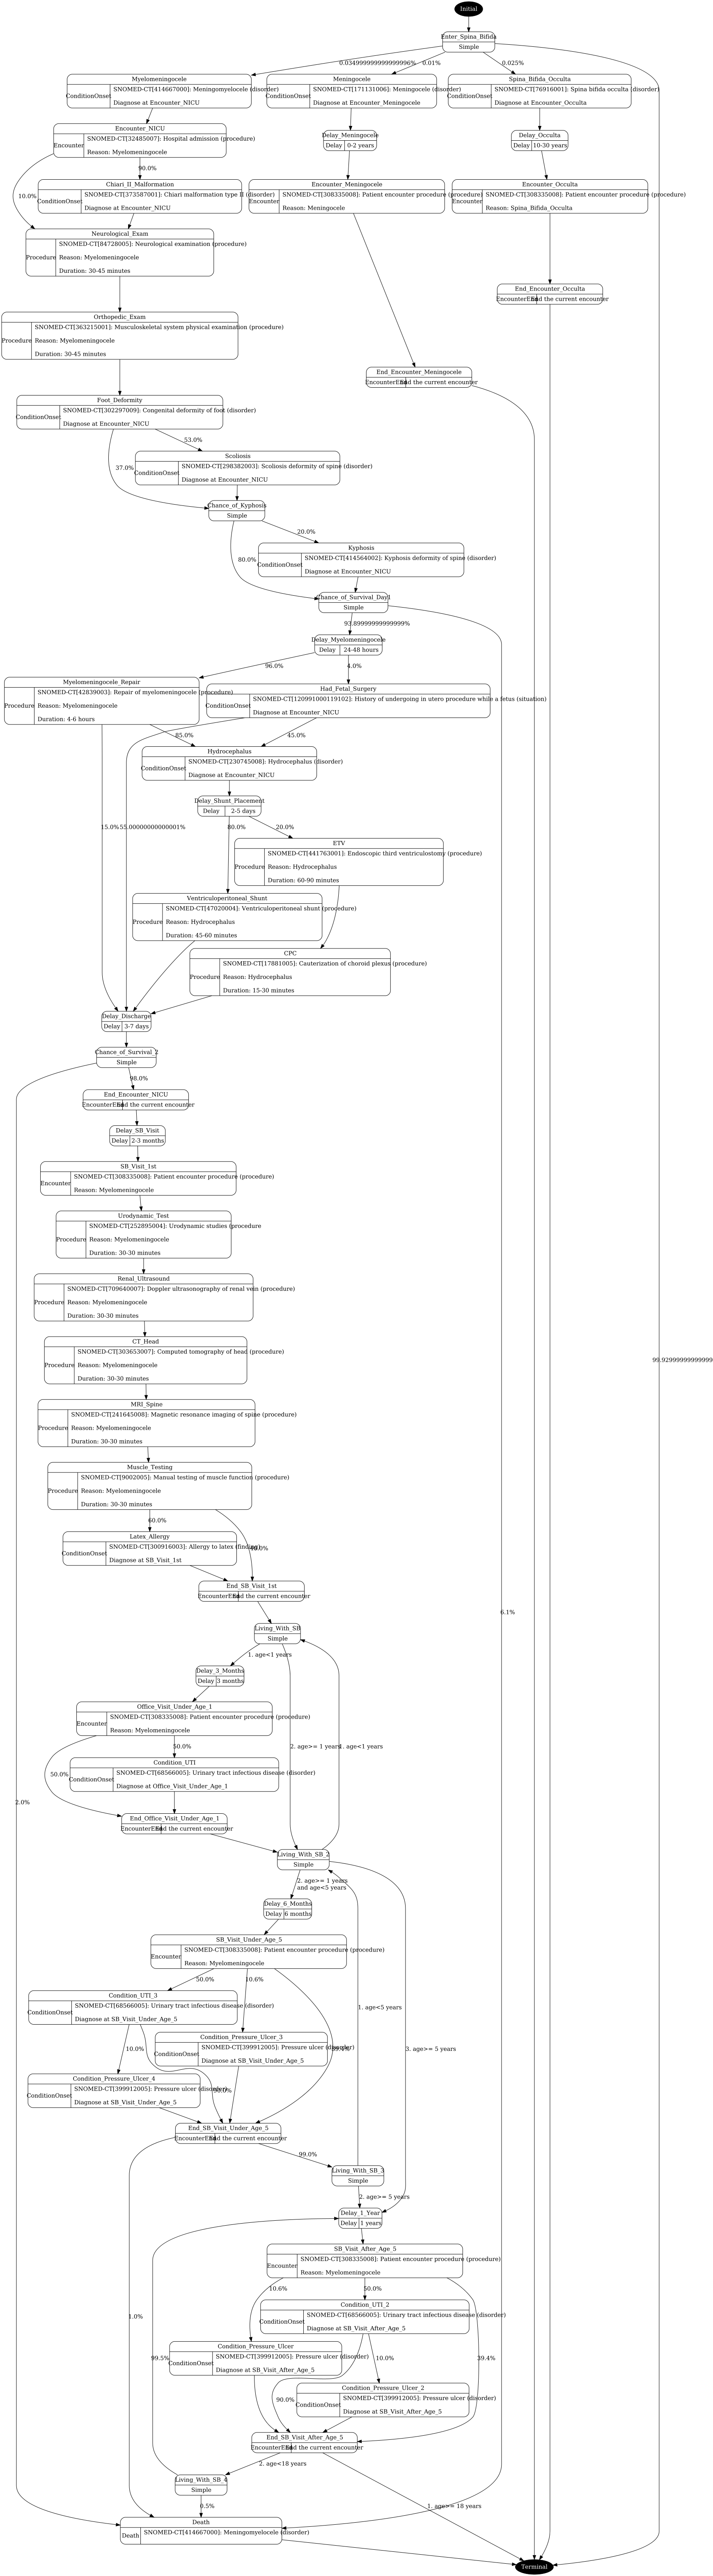 Initial
Enter_Spina_Bifida
Simple
0.034999999999999996%
0.01%
0.025%
Myelomeningocele
ConditionOnset
SNOMED-CT[414667000]: Meningomyelocele (disorder)
Diagnose at Encounter_NICU
Meningocele
ConditionOnset
SNOMED-CT[171131006]: Meningocele (disorder)
Diagnose at Encounter_Meningocele
Spina_Bifida_Occulta
ConditionOnset
SNOMED-CT[76916001]: Spina bifida occulta (disorder)
Diagnose at Encounter_Occulta
Encounter_NICU
Encounter
SNOMED-CT[32485007]: Hospital admission (procedure)
Reason: Myelomeningocele
Delay_Meningocele
Delay
0-2 years
Delay_Occulta
Delay
10-30 years
90.0%
10.0%
Chiari_II_Malformation
ConditionOnset
SNOMED-CT[373587001]: Chiari malformation type II (disorder)
Diagnose at Encounter_NICU
Encounter_Meningocele
Encounter
SNOMED-CT[308335008]: Patient encounter procedure (procedure)
Reason: Meningocele
Encounter_Occulta
Encounter
SNOMED-CT[308335008]: Patient encounter procedure (procedure)
Reason: Spina_Bifida_Occulta
Neurological_Exam
Procedure
SNOMED-CT[84728005]: Neurological examination (procedure)
Reason: Myelomeningocele
Duration: 30-45 minutes
End_Encounter_Occulta
EncounterEnd
End the current encounter
Orthopedic_Exam
Procedure
SNOMED-CT[363215001]: Musculoskeletal system physical examination (procedure)
Reason: Myelomeningocele
Duration: 30-45 minutes
End_Encounter_Meningocele
EncounterEnd
End the current encounter
Foot_Deformity
ConditionOnset
SNOMED-CT[302297009]: Congenital deformity of foot (disorder)
Diagnose at Encounter_NICU
53.0%
37.0%
Scoliosis
ConditionOnset
SNOMED-CT[298382003]: Scoliosis deformity of spine (disorder)
Diagnose at Encounter_NICU
Chance_of_Kyphosis
Simple
20.0%
80.0%
Kyphosis
ConditionOnset
SNOMED-CT[414564002]: Kyphosis deformity of spine (disorder)
Diagnose at Encounter_NICU
Chance_of_Survival_Day1
Simple
93.89999999999999%
Delay_Myelomeningocele
Delay
24-48 hours
96.0%
4.0%
Myelomeningocele_Repair
Procedure
SNOMED-CT[42839003]: Repair of myelomeningocele (procedure)
Reason: Myelomeningocele
Duration: 4-6 hours
Had_Fetal_Surgery
ConditionOnset
SNOMED-CT[120991000119102]: History of undergoing in utero procedure while a fetus (situation)
Diagnose at Encounter_NICU
85.0%
45.0%
Hydrocephalus
ConditionOnset
SNOMED-CT[230745008]: Hydrocephalus (disorder)
Diagnose at Encounter_NICU
Delay_Shunt_Placement
Delay
2-5 days
15.0%
55.00000000000001%
80.0%
20.0%
ETV
Procedure
SNOMED-CT[441763001]: Endoscopic third ventriculostomy (procedure)
Reason: Hydrocephalus
Duration: 60-90 minutes
Ventriculoperitoneal_Shunt
Procedure
SNOMED-CT[47020004]: Ventriculoperitoneal shunt (procedure)
Reason: Hydrocephalus
Duration: 45-60 minutes
CPC
Procedure
SNOMED-CT[17881005]: Cauterization of choroid plexus (procedure)
Reason: Hydrocephalus
Duration: 15-30 minutes
Delay_Discharge
Delay
3-7 days
Chance_of_Survival_2
Simple
98.0%
End_Encounter_NICU
EncounterEnd
End the current encounter
Delay_SB_Visit
Delay
2-3 months
SB_Visit_1st
Encounter
SNOMED-CT[308335008]: Patient encounter procedure (procedure)
Reason: Myelomeningocele
Urodynamic_Test
Procedure
SNOMED-CT[252895004]: Urodynamic studies (procedure
Reason: Myelomeningocele
Duration: 30-30 minutes
Renal_Ultrasound
Procedure
SNOMED-CT[709640007]: Doppler ultrasonography of renal vein (procedure)
Reason: Myelomeningocele
Duration: 30-30 minutes
CT_Head
Procedure
SNOMED-CT[303653007]: Computed tomography of head (procedure)
Reason: Myelomeningocele
Duration: 30-30 minutes
99.92999999999999
MRI_Spine
Procedure
SNOMED-CT[241645008]: Magnetic resonance imaging of spine (procedure)
Reason: Myelomeningocele
Duration: 30-30 minutes
Muscle_Testing
Procedure
SNOMED-CT[9002005]: Manual testing of muscle function (procedure)
Reason: Myelomeningocele
Duration: 30-30 minutes
60.0%
Latex_Allergy
ConditionOnset
SNOMED-CT[300916003]: Allergy to latex (finding)
Diagnose at SB_Visit_1st
End_SB_Visit_1st
EncounterEnd
End the current encounter
6.1%
Living_With_SB
Simple
1. age<1 years
Delay_3_Months
Delay
3 months
Office_Visit_Under_Age_1
Encounter
SNOMED-CT[308335008]: Patient encounter procedure (procedure)
Reason: Myelomeningocele
50.0%
2. age>= 1 years
1. age<1 years
Condition_UTI
ConditionOnset
SNOMED-CT[68566005]: Urinary tract infectious disease (disorder)
Diagnose at Office_Visit_Under_Age_1
50.0%
2.0%
End_Office_Visit_Under_Age_1
EncounterEnd
End the current encounter
Living_With_SB_2
Simple
2. age>= 1 years
and age<5 years
Delay_6_Months
Delay
6 months
SB_Visit_Under_Age_5
Encounter
SNOMED-CT[308335008]: Patient encounter procedure (procedure)
Reason: Myelomeningocele
50.0%
10.6%
Condition_UTI_3
ConditionOnset
SNOMED-CT[68566005]: Urinary tract infectious disease (disorder)
Diagnose at SB_Visit_Under_Age_5
1. age<5 years
Condition_Pressure_Ulcer_3
ConditionOnset
SNOMED-CT[399912005]: Pressure ulcer (disorder)
Diagnose at SB_Visit_Under_Age_5
10.0%
3. age>= 5 years
Condition_Pressure_Ulcer_4
ConditionOnset
SNOMED-CT[399912005]: Pressure ulcer (disorder)
Diagnose at SB_Visit_Under_Age_5
End_SB_Visit_Under_Age_5
EncounterEnd
End the current encounter
99.0%
Living_With_SB_3
Simple
2. age>= 5 years
Delay_1_Year
Delay
1 years
SB_Visit_After_Age_5
Encounter
SNOMED-CT[308335008]: Patient encounter procedure (procedure)
Reason: Myelomeningocele
10.6%
50.0%
1.0%
Condition_UTI_2
ConditionOnset
SNOMED-CT[68566005]: Urinary tract infectious disease (disorder)
Diagnose at SB_Visit_After_Age_5
Condition_Pressure_Ulcer
ConditionOnset
SNOMED-CT[399912005]: Pressure ulcer (disorder)
Diagnose at SB_Visit_After_Age_5
99.5%
10.0%
39.4%
Condition_Pressure_Ulcer_2
ConditionOnset
SNOMED-CT[399912005]: Pressure ulcer (disorder)
Diagnose at SB_Visit_After_Age_5
90.0%
End_SB_Visit_After_Age_5
EncounterEnd
End the current encounter
2. age<18 years
Living_With_SB_4
Simple
0.5%
1. age>= 18 years
Death
Death
SNOMED-CT[414667000]: Meningomyelocele (disorder)
Terminal